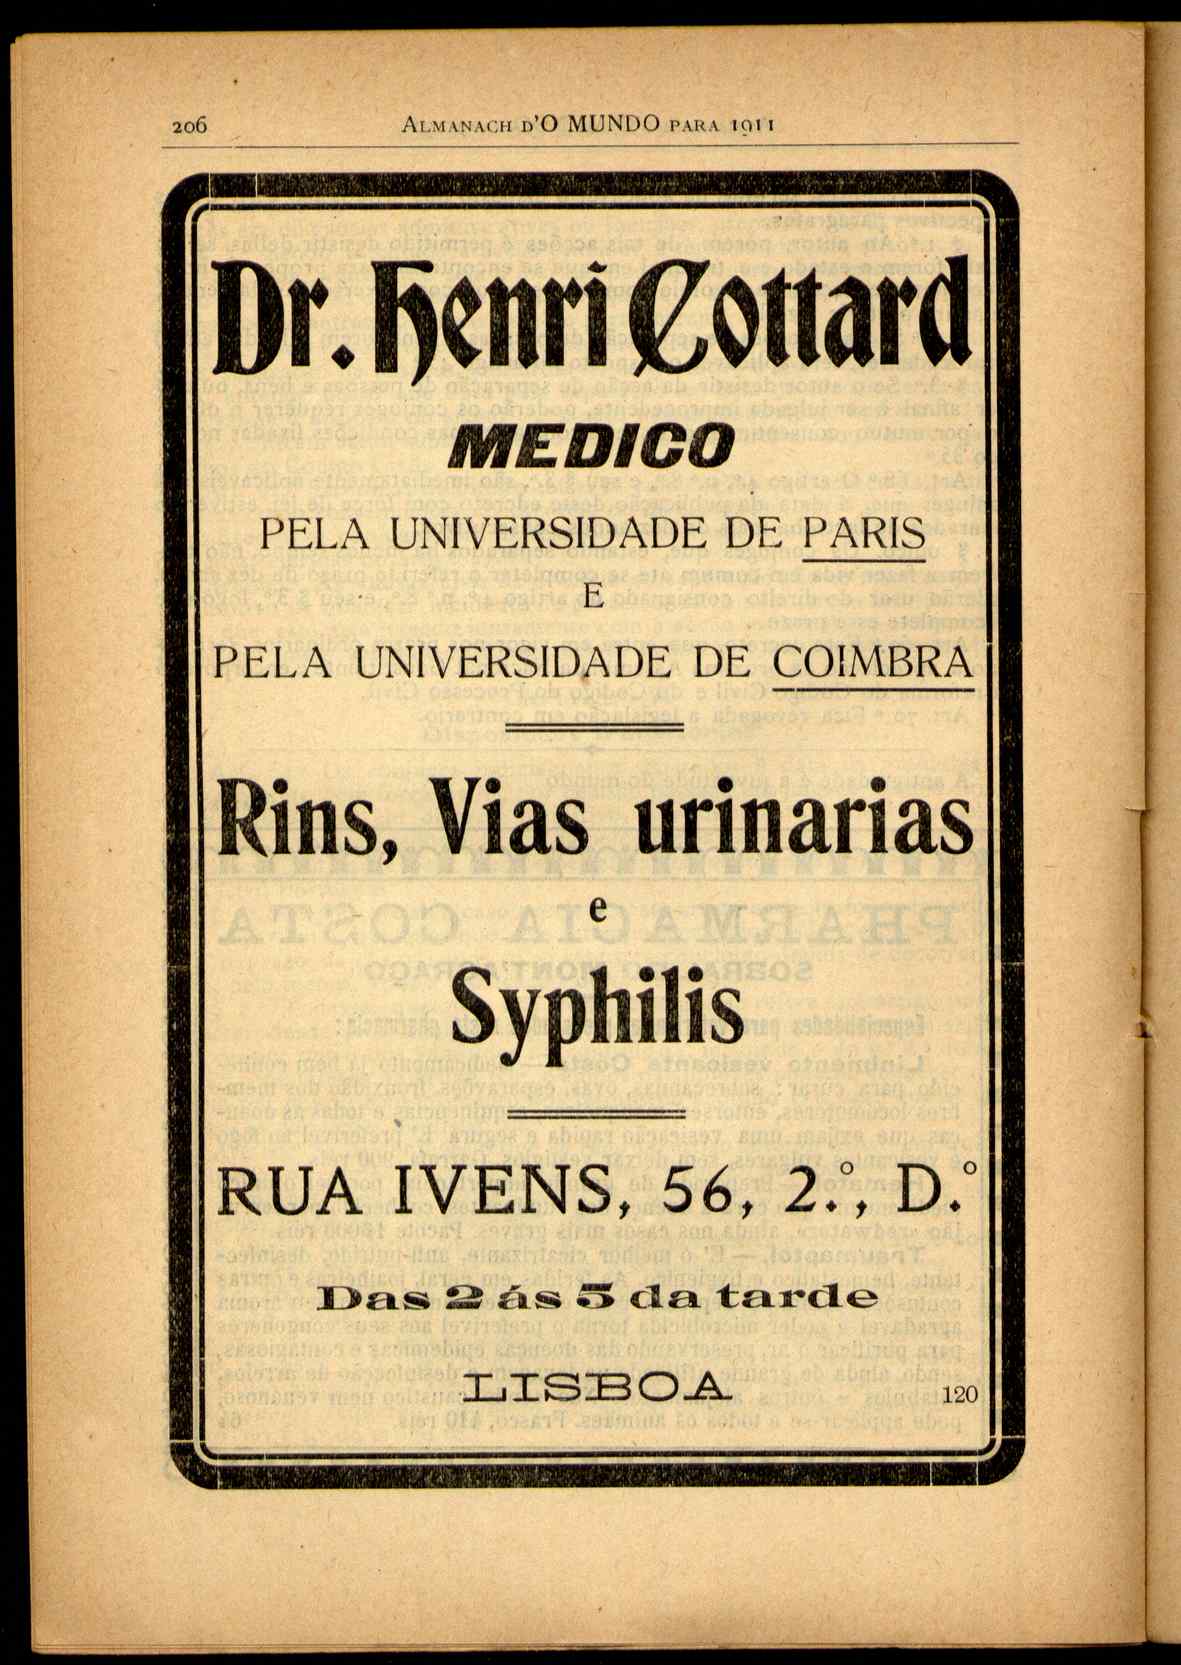 206
ALMANACH D'O MUNDO PARA 1911
Dr. Henri Cottard
MEDICO
PELA UNIVERSIDADE DE PARIS
E
PELA UNIVERSIDADE DE COIMBRA
Rins, Vias urinarias
e
Syphilis
RUA IVENS, 56, 2.º, D.º
Das 2 ás 5 da tarde
LISBOA
120